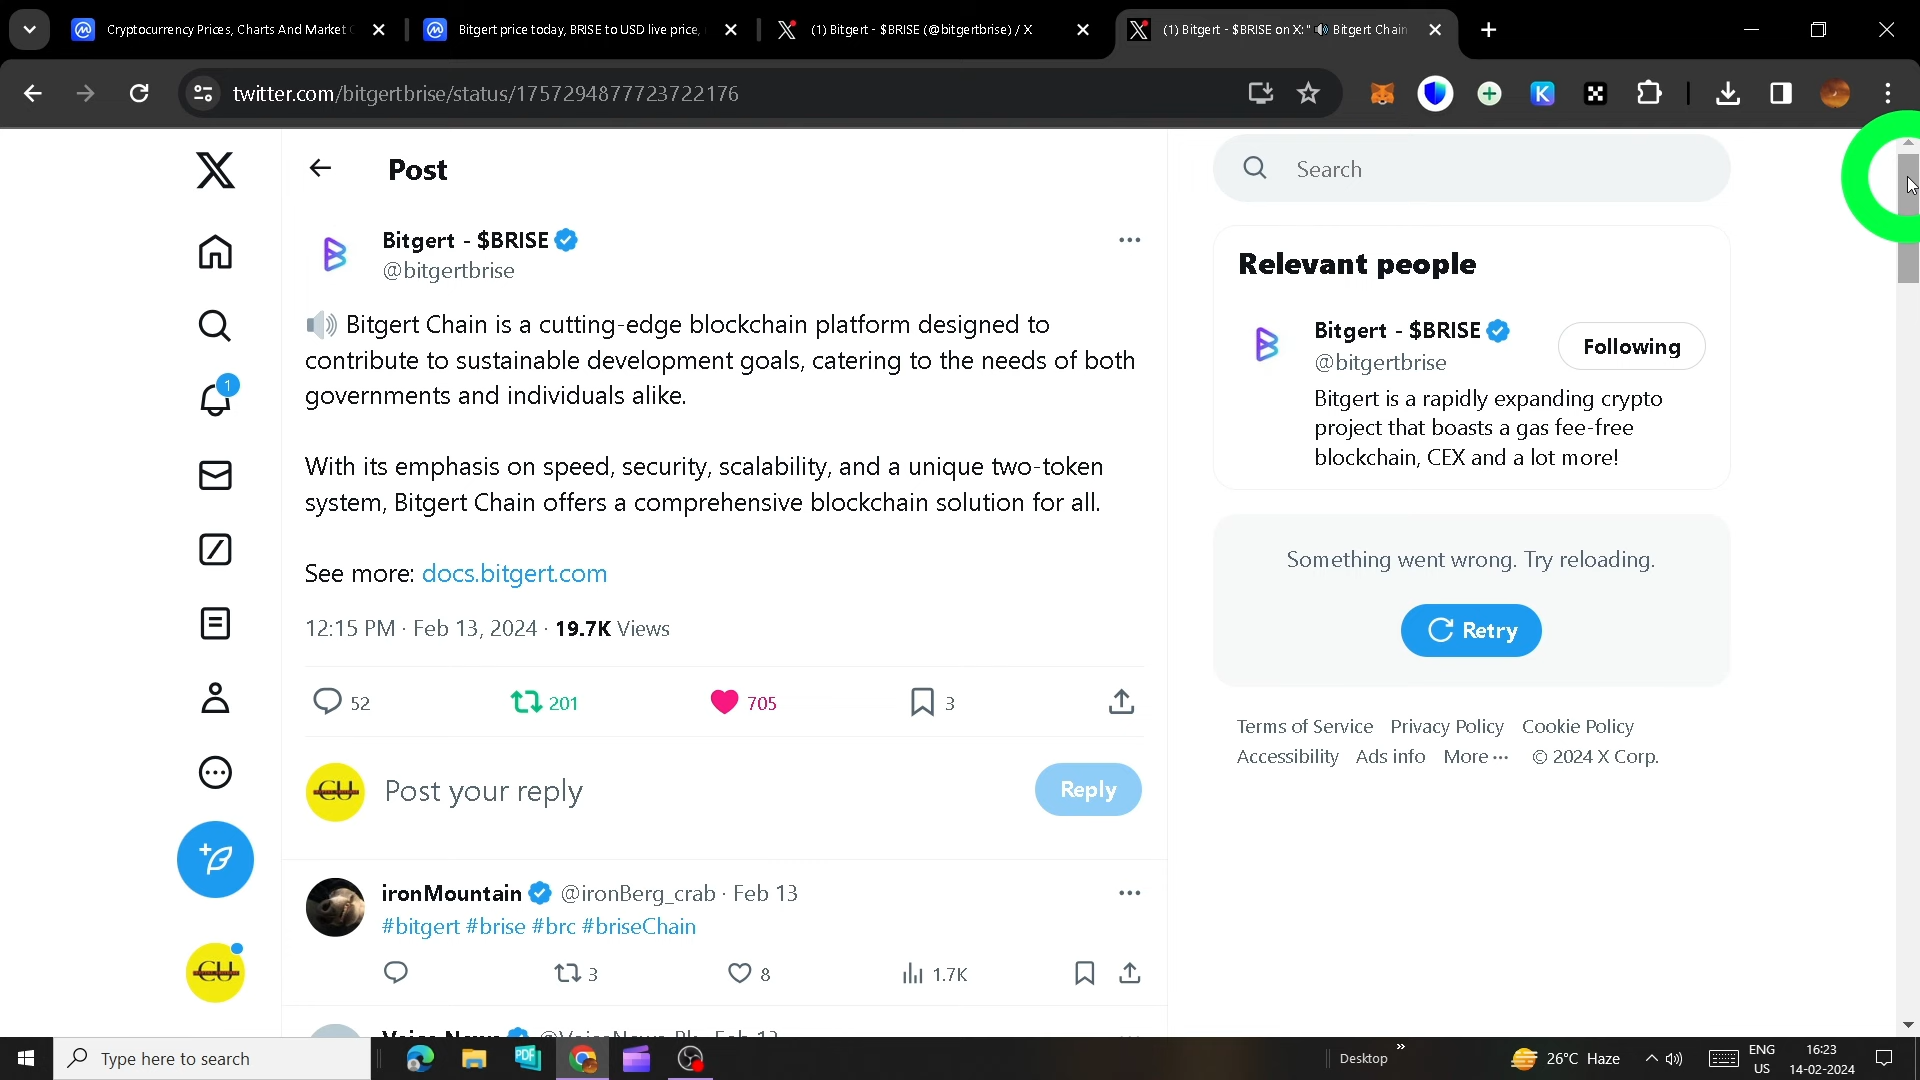 Cryptocurrency Prices, Charts And Market C
Bitgert price today, BRISE to USD live price,
(1) Bitgert - $BRISE (@bitgertbrise) / X
(1) Bitgert - $BRISE on X: "🔊 Bitgert Chain
twitter.com/bitgertbrise/status/1757294877723722176
Post
Search
Bitgert - $BRISE
@bitgertbrise
🔊 Bitgert Chain is a cutting-edge blockchain platform designed to
contribute to sustainable development goals, catering to the needs of both
governments and individuals alike.
With its emphasis on speed, security, scalability, and a unique two-token
system, Bitgert Chain offers a comprehensive blockchain solution for all.
See more: docs.bitgert.com
12:15 PM · Feb 13, 2024 · 19.7K Views
52 201 705 3
Post your reply
Reply
ironMountain @ironBerg_crab · Feb 13
#bitgert #brise #brc #briseChain
3 8 1.7K
Relevant people
Bitgert - $BRISE
@bitgertbrise
Following
Bitgert is a rapidly expanding crypto
project that boasts a gas fee-free
blockchain, CEX and a lot more!
Something went wrong. Try reloading.
Retry
Terms of Service Privacy Policy Cookie Policy
Accessibility Ads info More ··· © 2024 X Corp.
1
CU
CU
K
PDF
Type here to search
Desktop
26°C Haze
ENG
US
16:23
14-02-2024